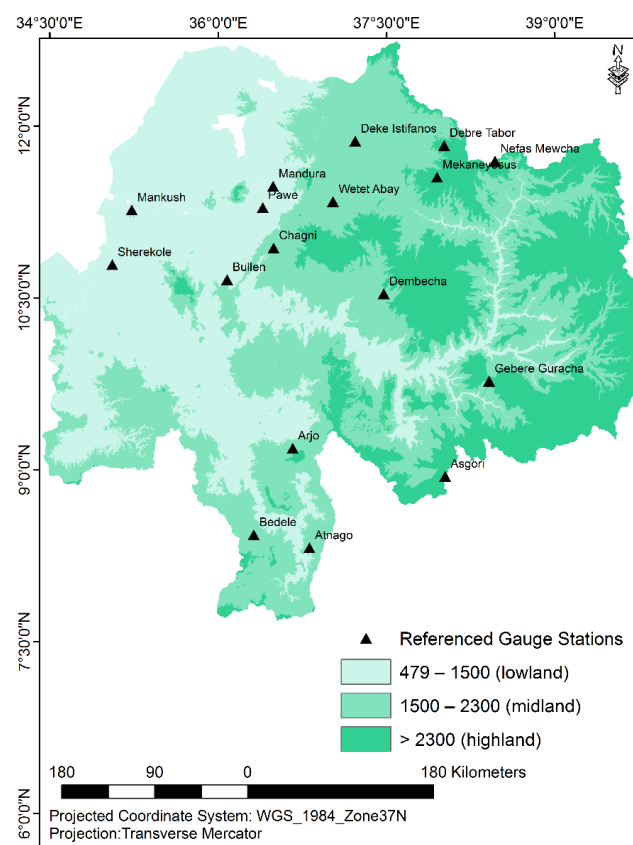 34°30'0"E 36°0'0"E 37°30'0"E 39°0'0"E
N
12°0'0"N
10°30'0"N
9°0'0"N
7°30'0"N
6°0'0"N
Deke Istifanos
Debre Tabor
Nefas Mewcha
Mekaneyesus
Mandura
Pawe
Wetet Abay
Mankush
Chagni
Sherekole
Bullen
Dembecha
Gebere Guracha
Arjo
Asgori
Bedele
Atnago
Referenced Gauge Stations
479 – 1500 (lowland)
1500 – 2300 (midland)
> 2300 (highland)
180 90 0 180 Kilometers
Projected Coordinate System: WGS_1984_Zone37N
Projection:Transverse Mercator